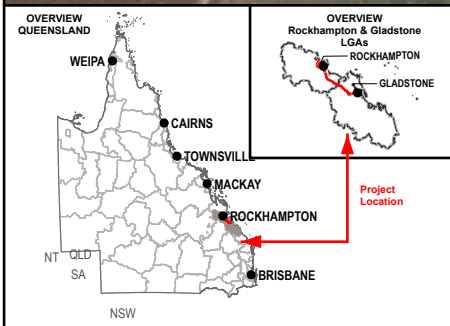 OVERVIEW
QUEENSLAND
WEIPA
CAIRNS
TOWNSVILLE
MACKAY
ROCKHAMPTON
BRISBANE
NT
QLD
SA
NSW
OVERVIEW
Rockhampton & Gladstone
LGAs
ROCKHAMPTON
GLADSTONE
Project
Location